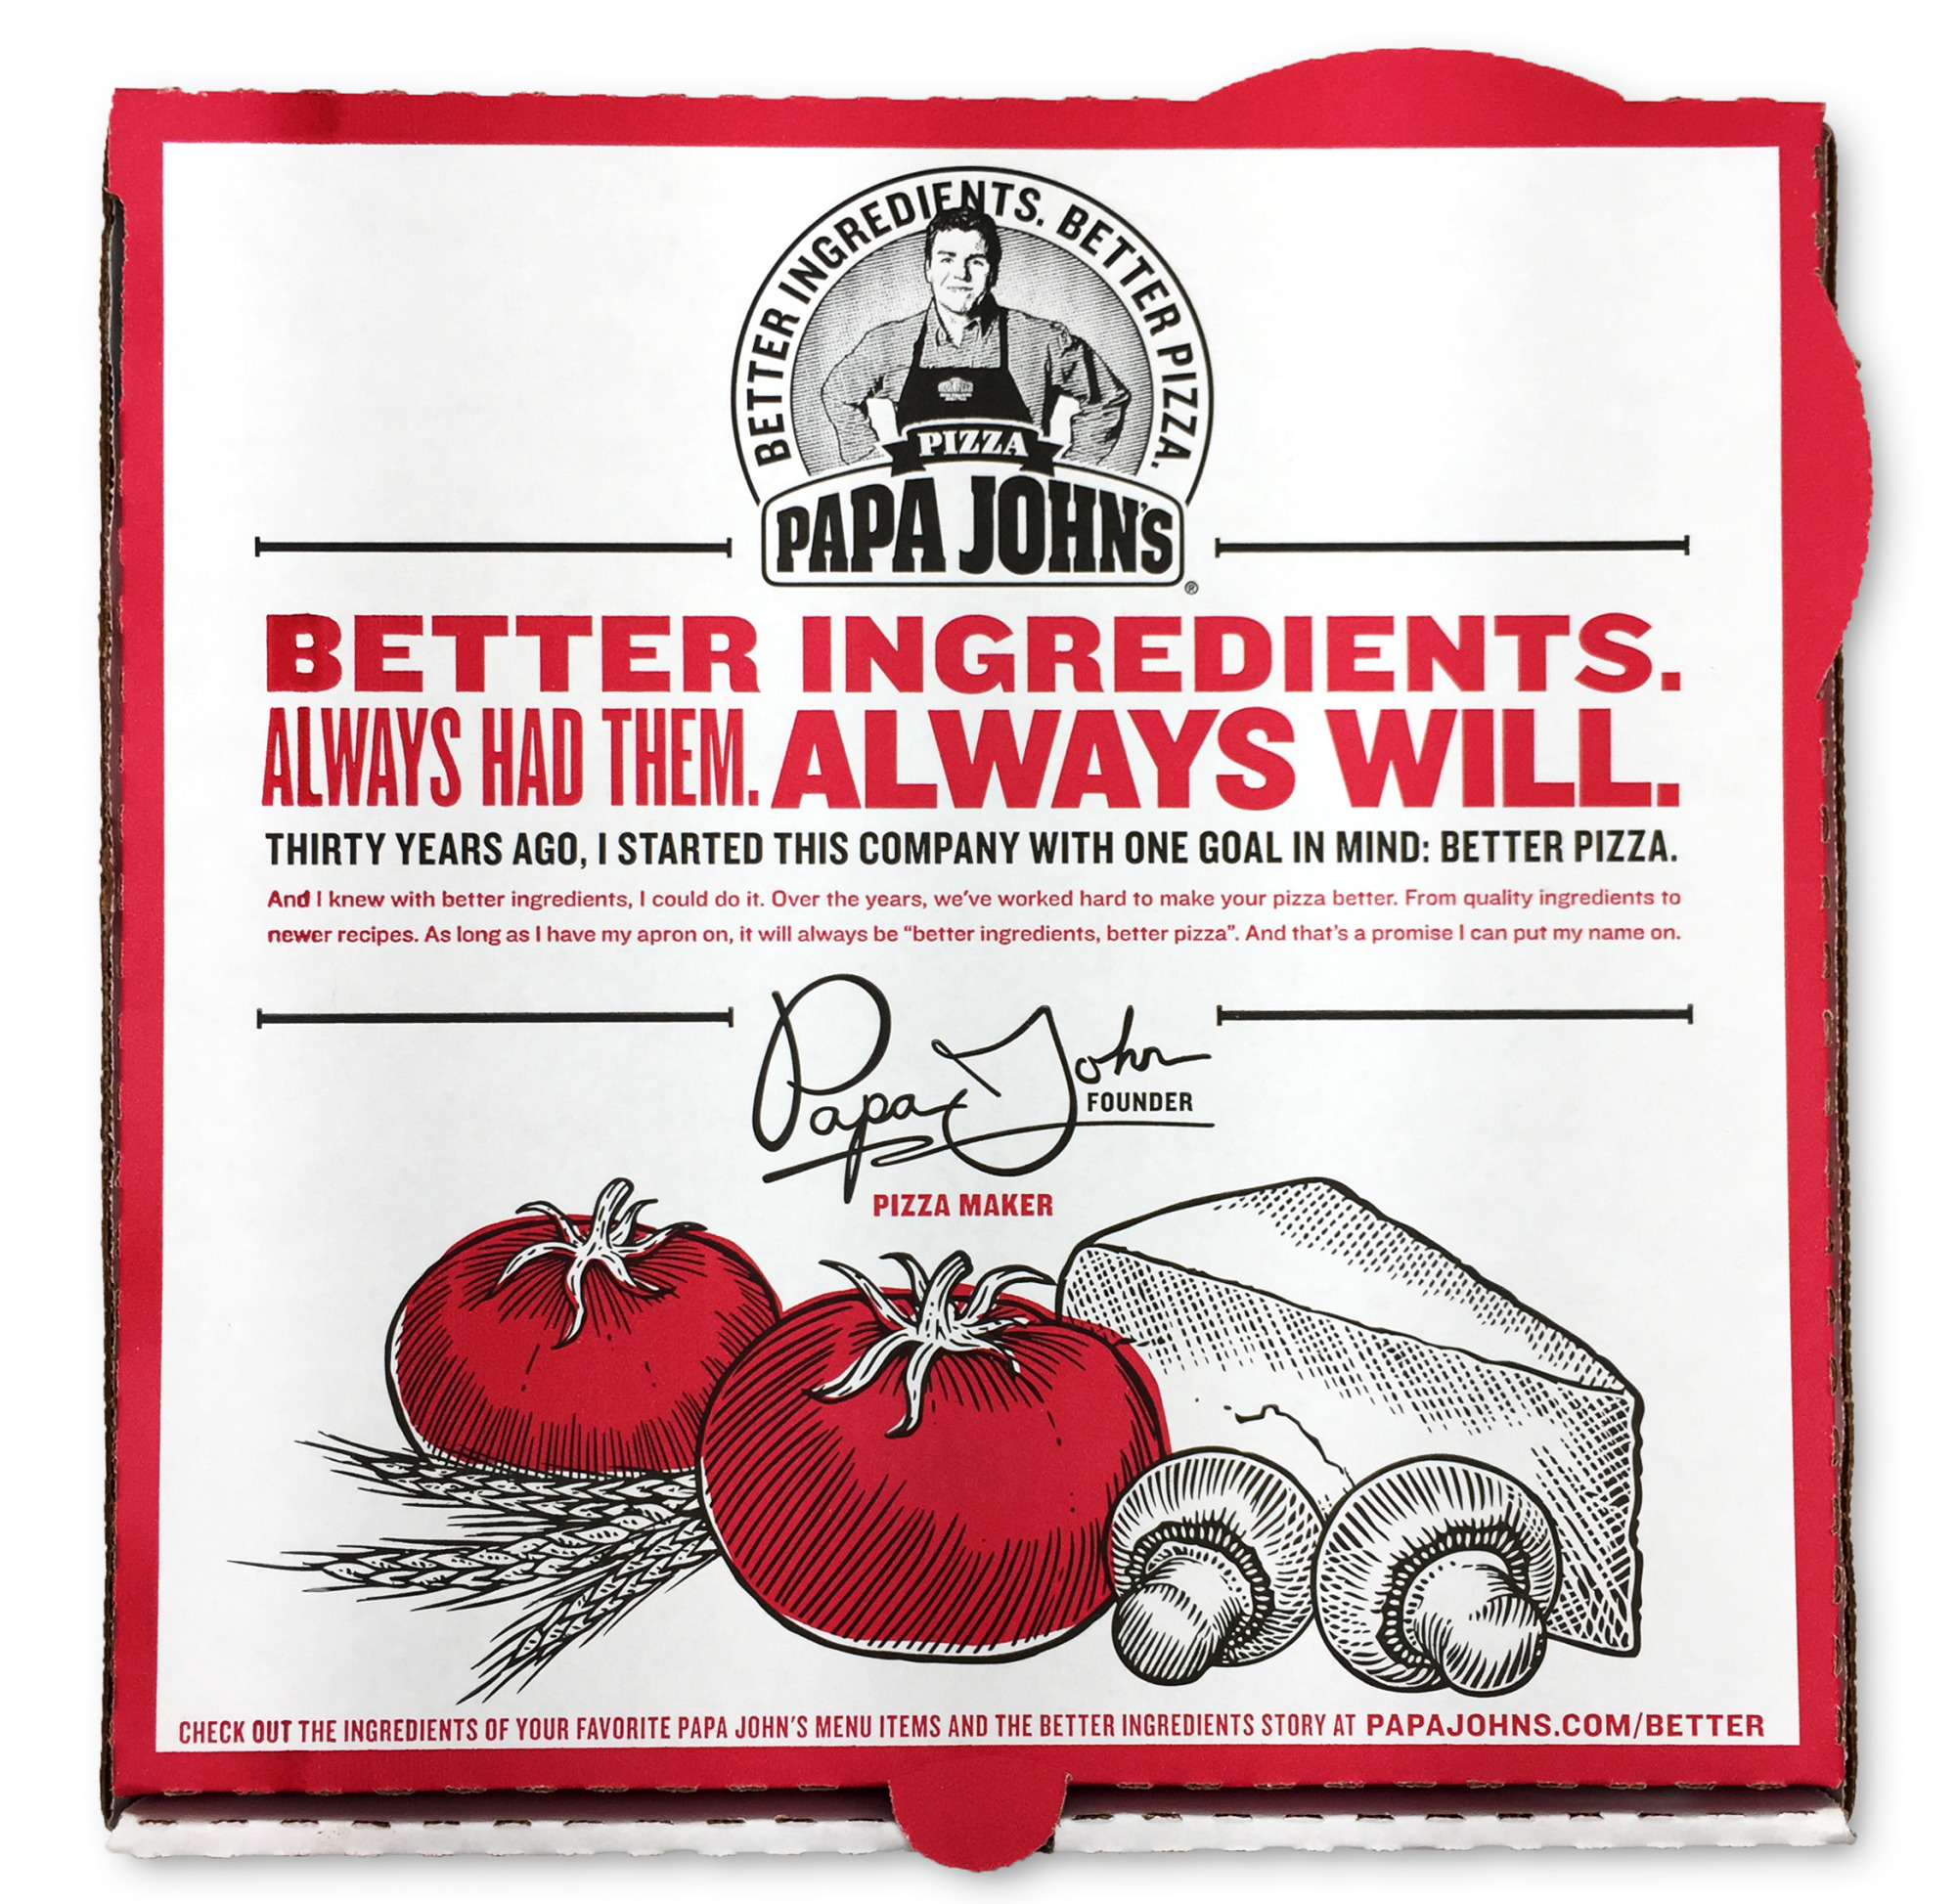 BETTER INGREDIENTS. BETTER PIZZA.
PIZZA
PAPA JOHN'S
®
BETTER INGREDIENTS.
ALWAYS HAD THEM. ALWAYS WILL.
THIRTY YEARS AGO, I STARTED THIS COMPANY WITH ONE GOAL IN MIND: BETTER PIZZA.
And I knew with better ingredients, I could do it. Over the years, we've worked hard to make your pizza better. From quality ingredients to
newer recipes. As long as I have my apron on, it will always be “better ingredients, better pizza”. And that's a promise I can put my name on.
Papa John
FOUNDER
PIZZA MAKER
CHECK OUT THE INGREDIENTS OF YOUR FAVORITE PAPA JOHN'S MENU ITEMS AND THE BETTER INGREDIENTS STORY AT PAPAJOHNS.COM/BETTER